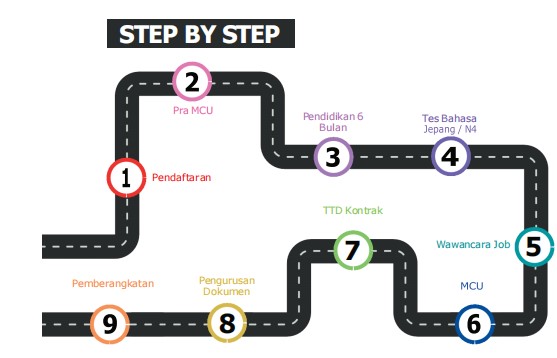 STEP BY STEP
1
Pendaftaran
2
Pra MCU
Pendidikan 6
Bulan
3
Tes Bahasa
Jepang / N4
4
Wawancara Job
5
MCU
6
TTD Kontrak
7
Pengurusan
Dokumen
8
Pemberangkatan
9